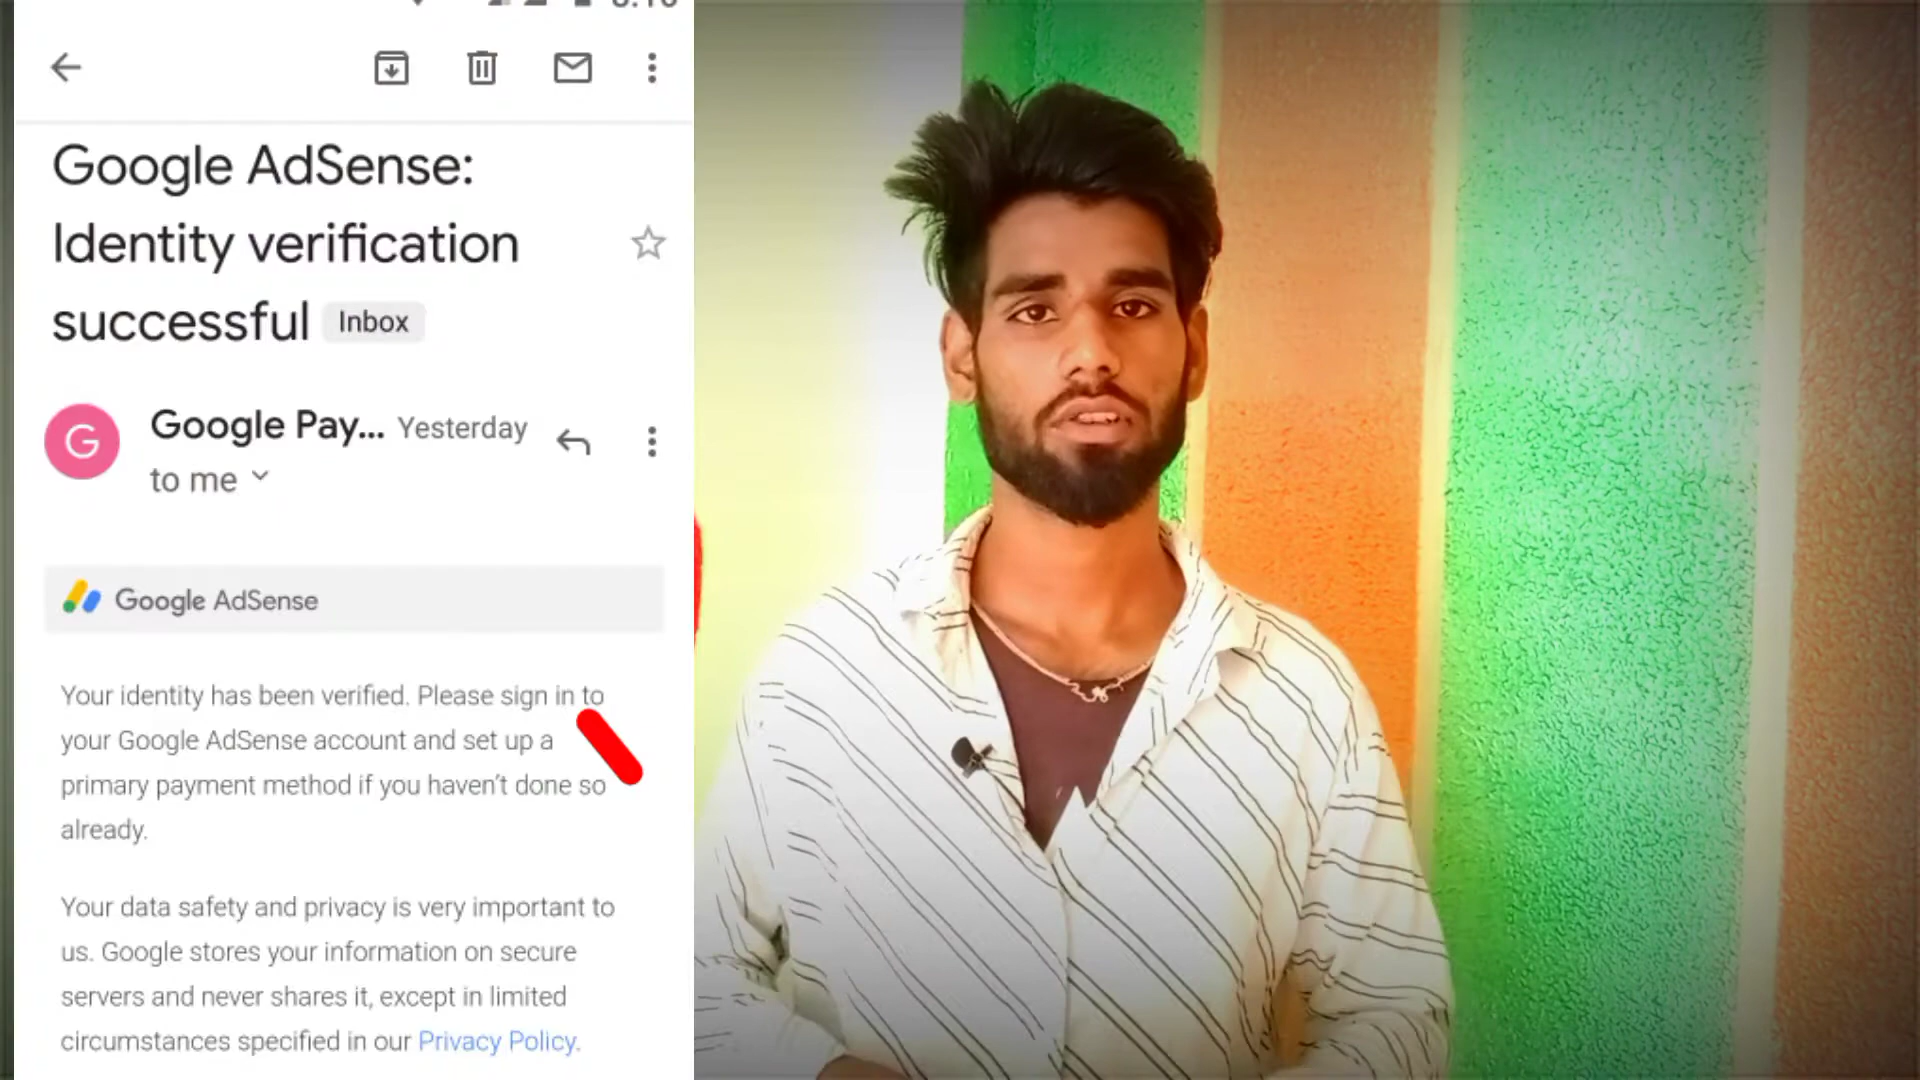 Google AdSense:
Identity verification
successful Inbox
G Google Pay... Yesterday
to me
Google AdSense
Your identity has been verified. Please sign in to
your Google AdSense account and set up a
primary payment method if you haven't done so
already.
Your data safety and privacy is very important to
us. Google stores your information on secure
servers and never shares it, except in limited
circumstances specified in our Privacy Policy.